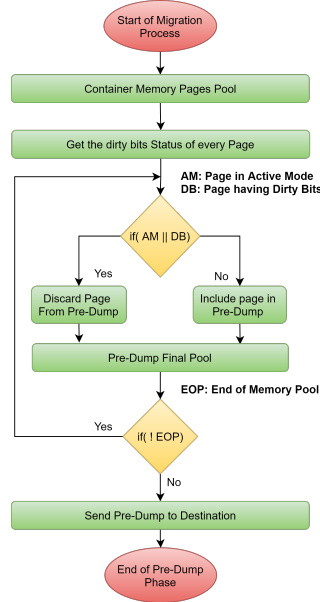 Start of Migration
Process
Container Memory Pages Pool
Get the dirty bits Status of every Page
AM: Page in Active Mode
DB: Page having Dirty Bits
if( AM || DB)
Yes
No
Discard Page
From Pre-Dump
Include page in
Pre-Dump
Pre-Dump Final Pool
EOP: End of Memory Pool
Yes
if( ! EOP)
No
Send Pre-Dump to Destination
End of Pre-Dump
Phase